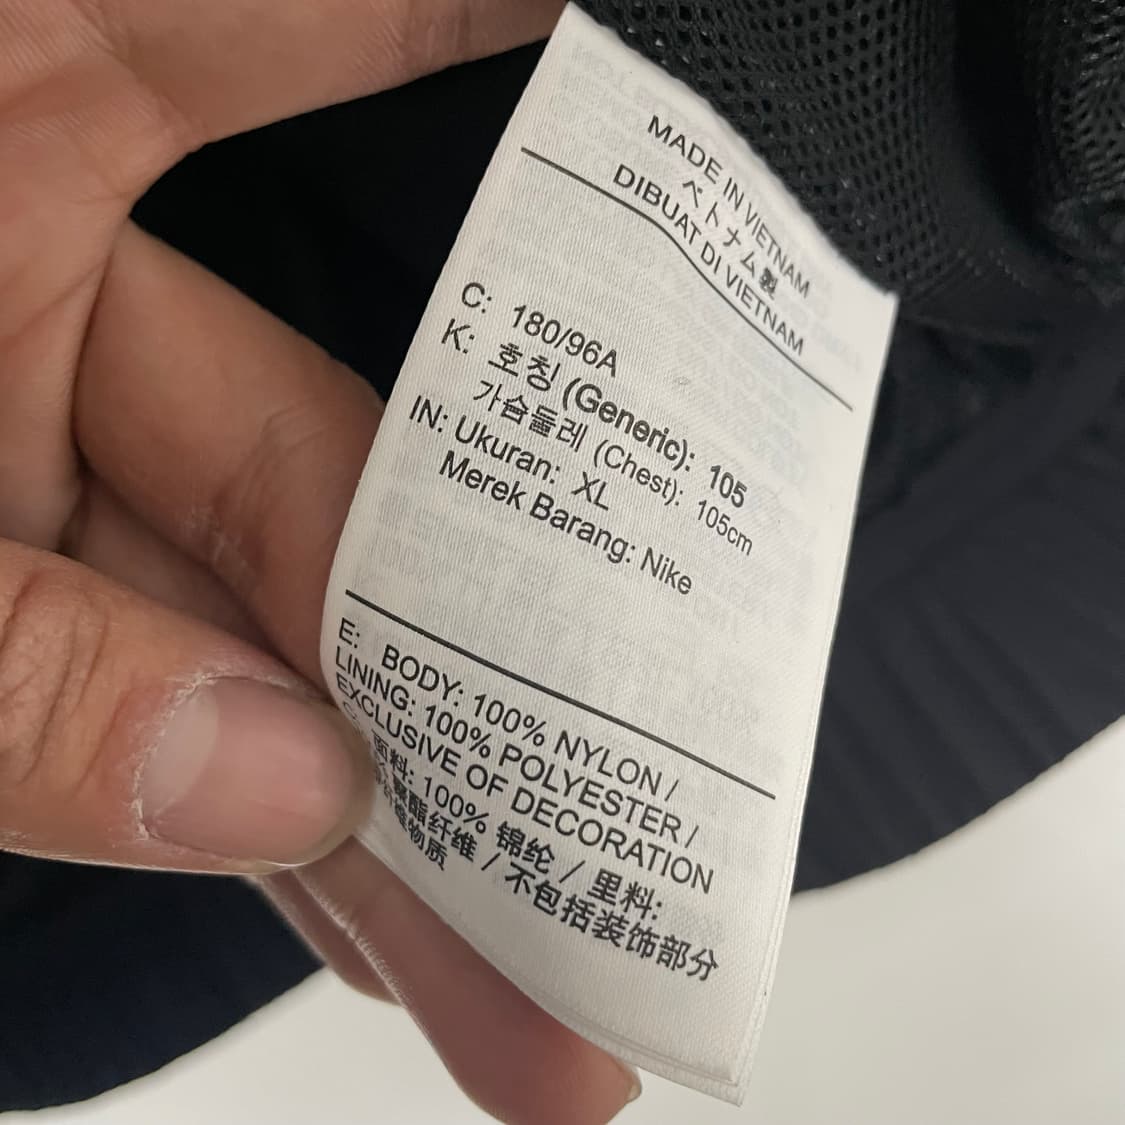 MADE IN VIETNAM
ベトナム製
DIBUAT DI VIETNAM
C: 180/96A
K: 호칭 (Generic): 105
가슴둘레 (Chest): 105cm
IN: Ukuran: XL
Merek Barang: Nike
E: BODY: 100% NYLON /
LINING: 100% POLYESTER /
EXCLUSIVE OF DECORATION
面料: 100% 锦纶 / 里料:
聚酯纤维 / 不包括装饰部分
物质